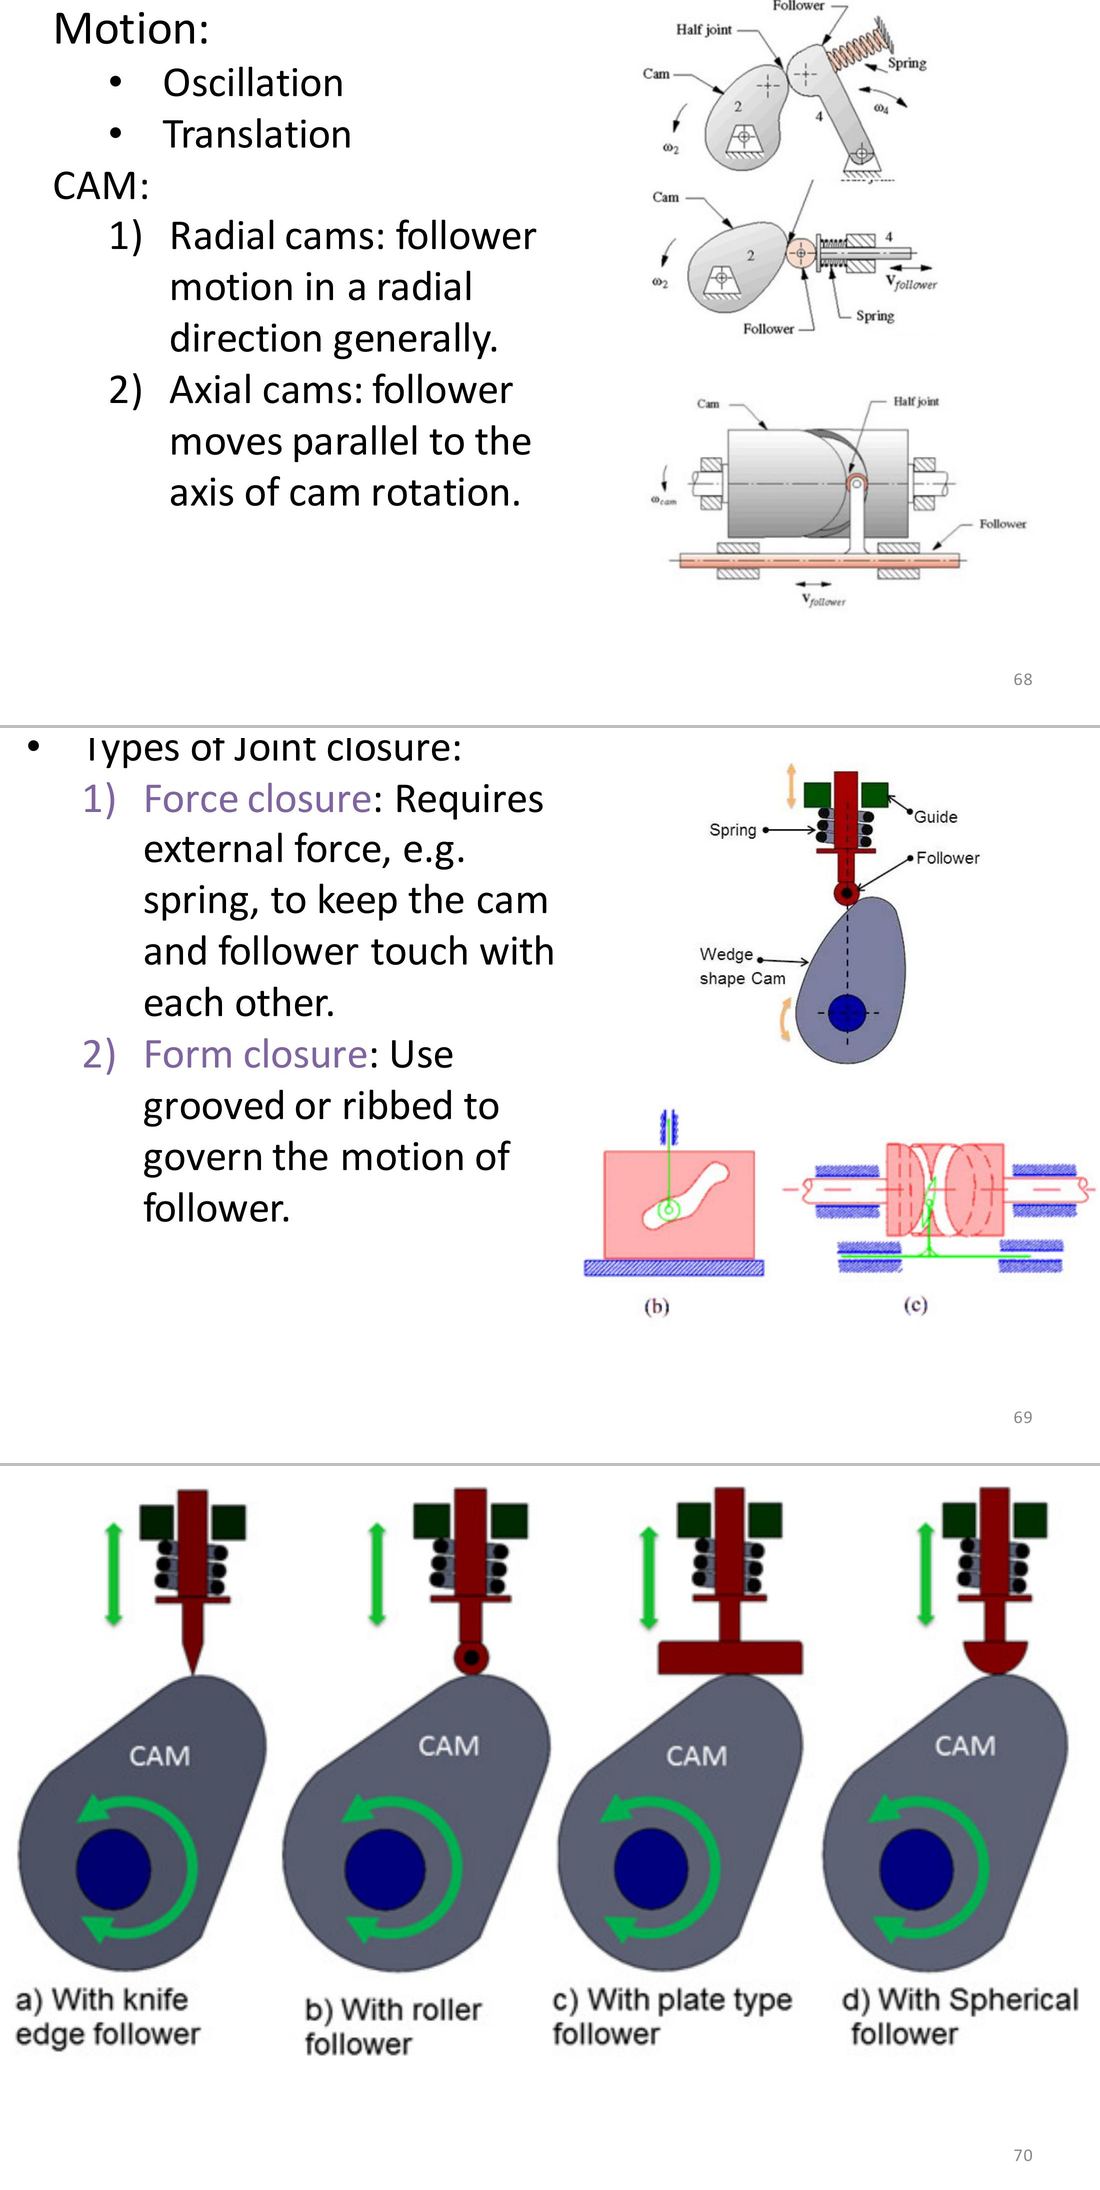 Motion:
• Oscillation
• Translation
CAM:
1) Radial cams: follower
motion in a radial
direction generally.
2) Axial cams: follower
moves parallel to the
axis of cam rotation.
Follower
Half joint
Spring
Cam
2
4
ω4
ω2
Cam
2
4
ω2
Vfollower
Spring
Follower
Cam
Half joint
ωcam
Follower
Vfollower
68
• Types of Joint closure:
1) Force closure: Requires
external force, e.g.
spring, to keep the cam
and follower touch with
each other.
2) Form closure: Use
grooved or ribbed to
govern the motion of
follower.
Guide
Spring
Follower
Wedge
shape Cam
(b)
(c)
69
CAM
CAM
CAM
CAM
a) With knife
edge follower
b) With roller
follower
c) With plate type
follower
d) With Spherical
follower
70